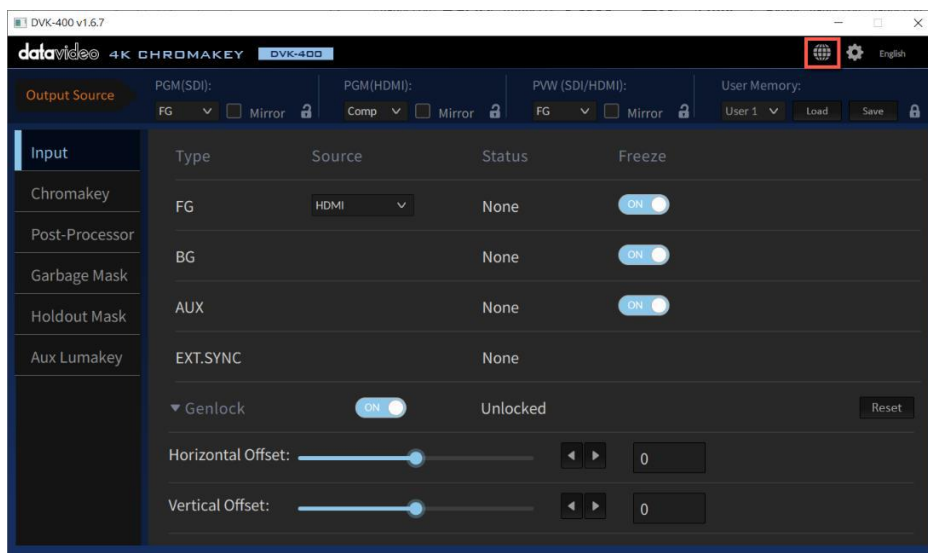 DVK-400 v1.6.7
datavideo 4K CHROMAKEY DVK-400 English
Output Source
PGM(SDI): PGM(HDMI): PVW (SDI/HDMI): User Memory:
FG Mirror Comp Mirror FG Mirror User 1 Load Save
Input
Chromakey
Post-Processor
Garbage Mask
Holdout Mask
Aux Lumakey
Type Source Status Freeze
FG HDMI None ON
BG None ON
AUX None ON
EXT.SYNC None
Genlock ON Unlocked Reset
Horizontal Offset: 0
Vertical Offset: 0